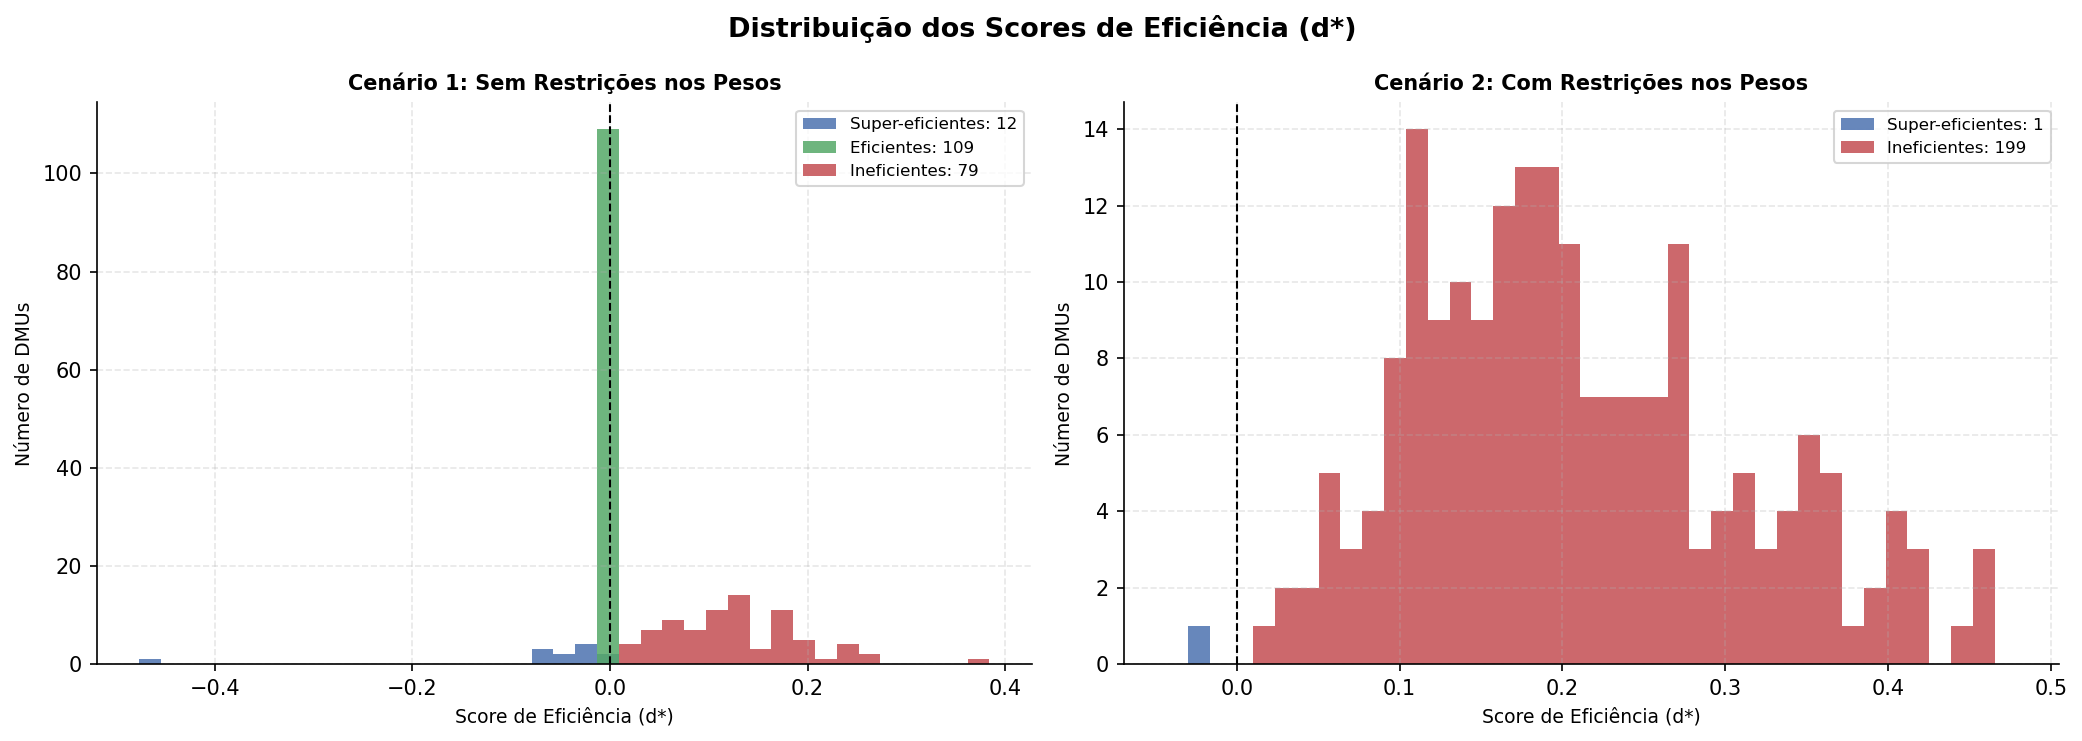 Distribuição dos Scores de Eficiência (d*)
Cenário 1: Sem Restrições nos Pesos
Super-eficientes: 12
Eficientes: 109
Ineficientes: 79
Número de DMUs
100
80
60
40
20
0
−0.4 −0.2 0.0 0.2 0.4
Score de Eficiência (d*)
Cenário 2: Com Restrições nos Pesos
Super-eficientes: 1
Ineficientes: 199
Número de DMUs
14
12
10
8
6
4
2
0
0.0 0.1 0.2 0.3 0.4 0.5
Score de Eficiência (d*)